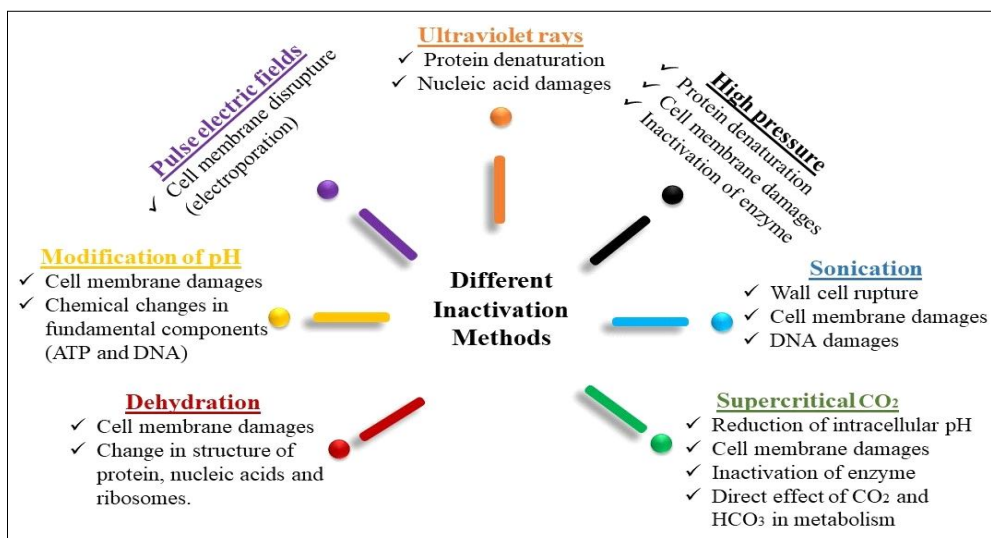 Ultraviolet rays
✓ Protein denaturation
✓ Nucleic acid damages
High pressure
✓ Protein denaturation
✓ Cell membrane damages
✓ Inactivation of enzyme
Sonication
✓ Wall cell rupture
✓ Cell membrane damages
✓ DNA damages
Supercritical CO₂
✓ Reduction of intracellular pH
✓ Cell membrane damages
✓ Inactivation of enzyme
✓ Direct effect of CO₂ and
HCO₃ in metabolism
Dehydration
✓ Cell membrane damages
✓ Change in structure of
protein, nucleic acids and
ribosomes.
Modification of pH
✓ Cell membrane damages
✓ Chemical changes in
fundamental components
(ATP and DNA)
Pulse electric fields
✓ Cell membrane disrupture
(electroporation)
Different
Inactivation
Methods